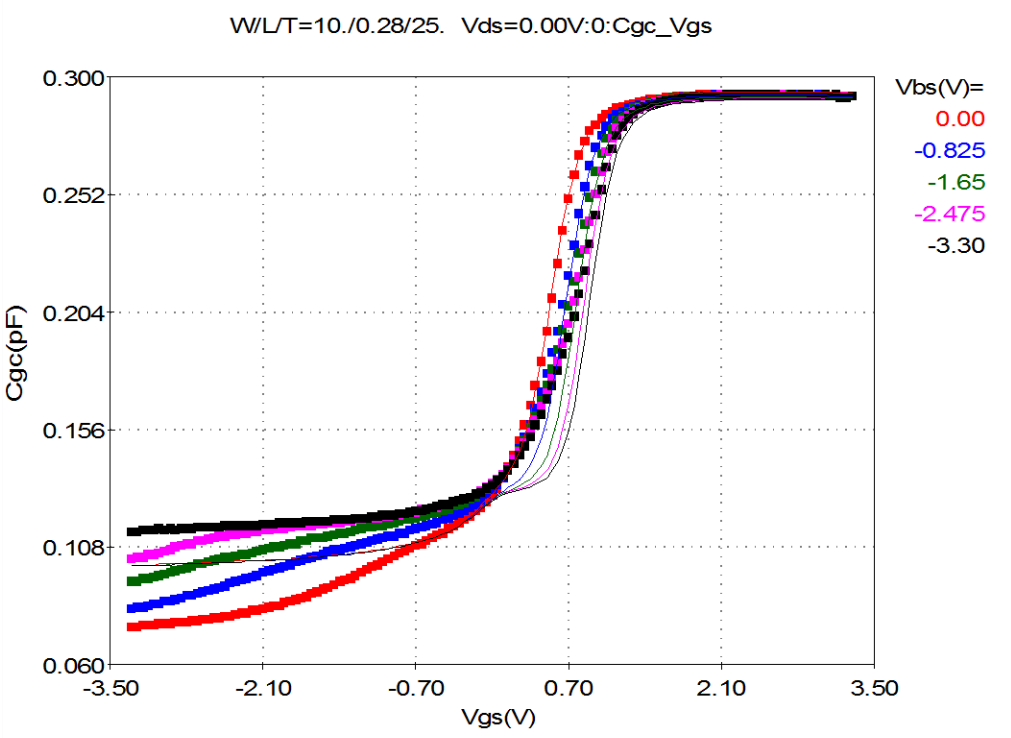 W/L/T=10./0.28/25. Vds=0.00V:0:Cgc_Vgs
0.300
0.252
0.204
0.156
0.108
0.060
Cgc(pF)
-3.50 -2.10 -0.70 0.70 2.10 3.50
Vgs(V)
Vbs(V)=
0.00
-0.825
-1.65
-2.475
-3.30